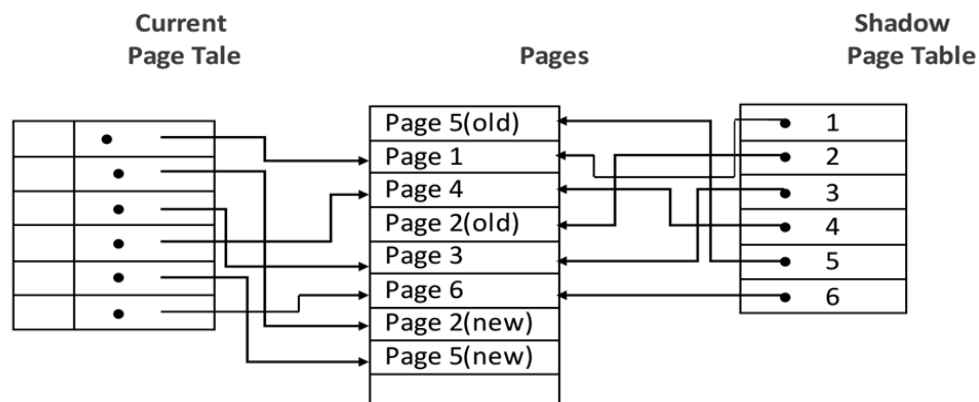 Current
Page Tale
Pages
Shadow
Page Table
Page 5(old)
Page 1
Page 4
Page 2(old)
Page 3
Page 6
Page 2(new)
Page 5(new)
1
2
3
4
5
6